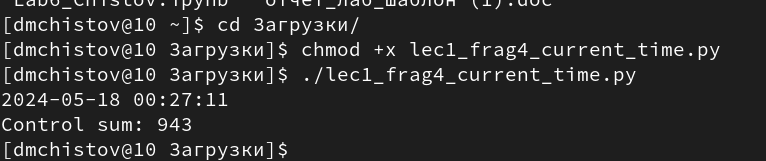 Lab6_Chistov.ipynb   'отчет_лаб_шаблон (1).doc'
[dmchistov@10 ~]$ cd Загрузки/
[dmchistov@10 Загрузки]$ chmod +x lec1_frag4_current_time.py
[dmchistov@10 Загрузки]$ ./lec1_frag4_current_time.py
2024-05-18 00:27:11
Control sum: 943
[dmchistov@10 Загрузки]$